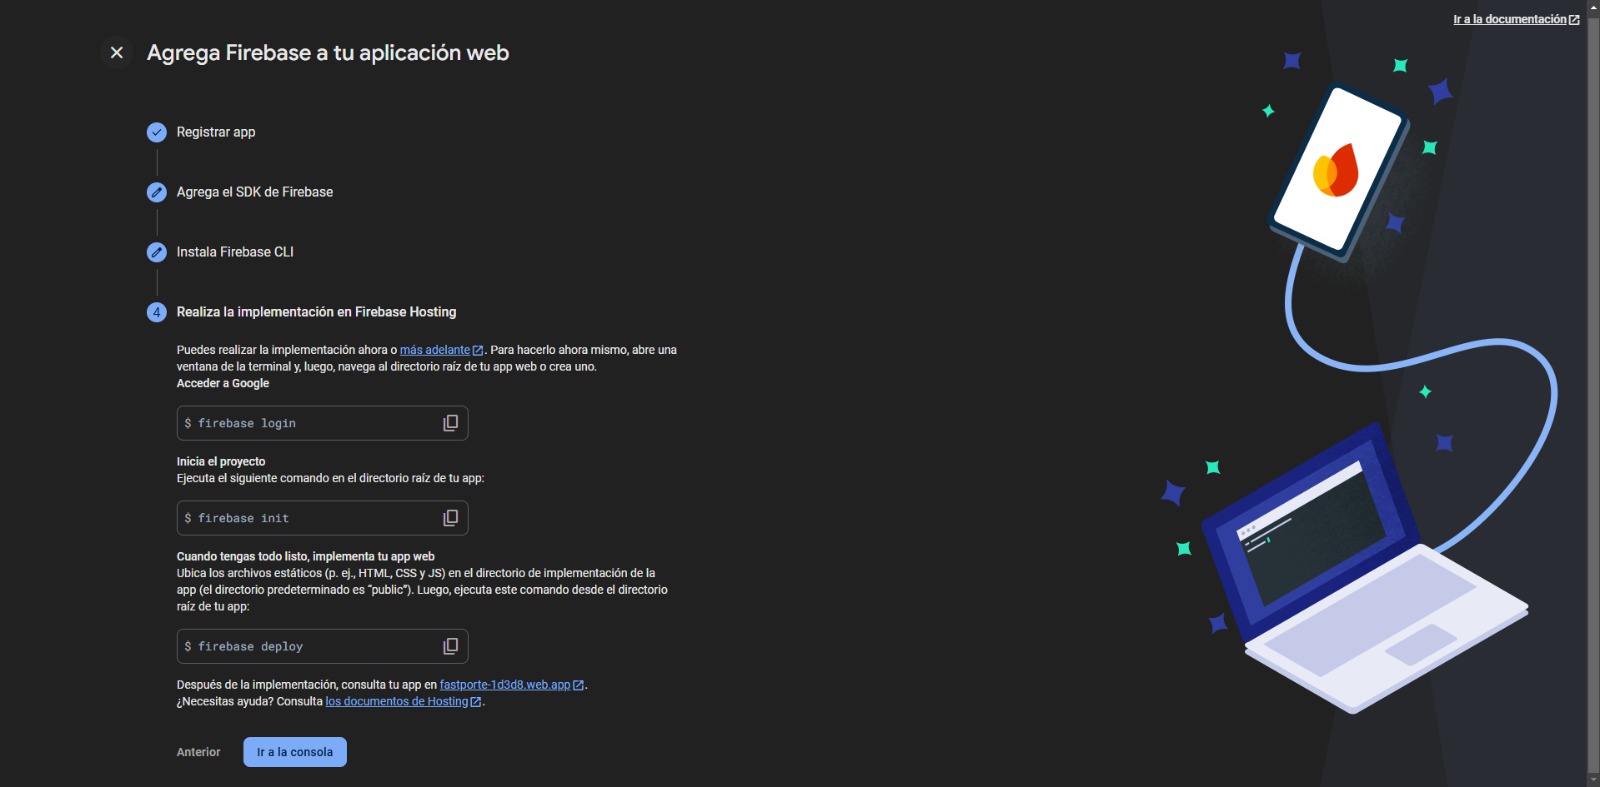 Ir a la documentación
Agrega Firebase a tu aplicación web
Registrar app
Agrega el SDK de Firebase
Instala Firebase CLI
4 Realiza la implementación en Firebase Hosting
Puedes realizar la implementación ahora o más adelante. Para hacerlo ahora mismo, abre una
ventana de la terminal y, luego, navega al directorio raíz de tu app web o crea uno.
Acceder a Google
$ firebase login
Inicia el proyecto
Ejecuta el siguiente comando en el directorio raíz de tu app:
$ firebase init
Cuando tengas todo listo, implementa tu app web
Ubica los archivos estáticos (p. ej., HTML, CSS y JS) en el directorio de implementación de la
app (el directorio predeterminado es “public”). Luego, ejecuta este comando desde el directorio
raíz de tu app:
$ firebase deploy
Después de la implementación, consulta tu app en fastporte-1d3d8.web.app.
¿Necesitas ayuda? Consulta los documentos de Hosting.
Anterior Ir a la consola